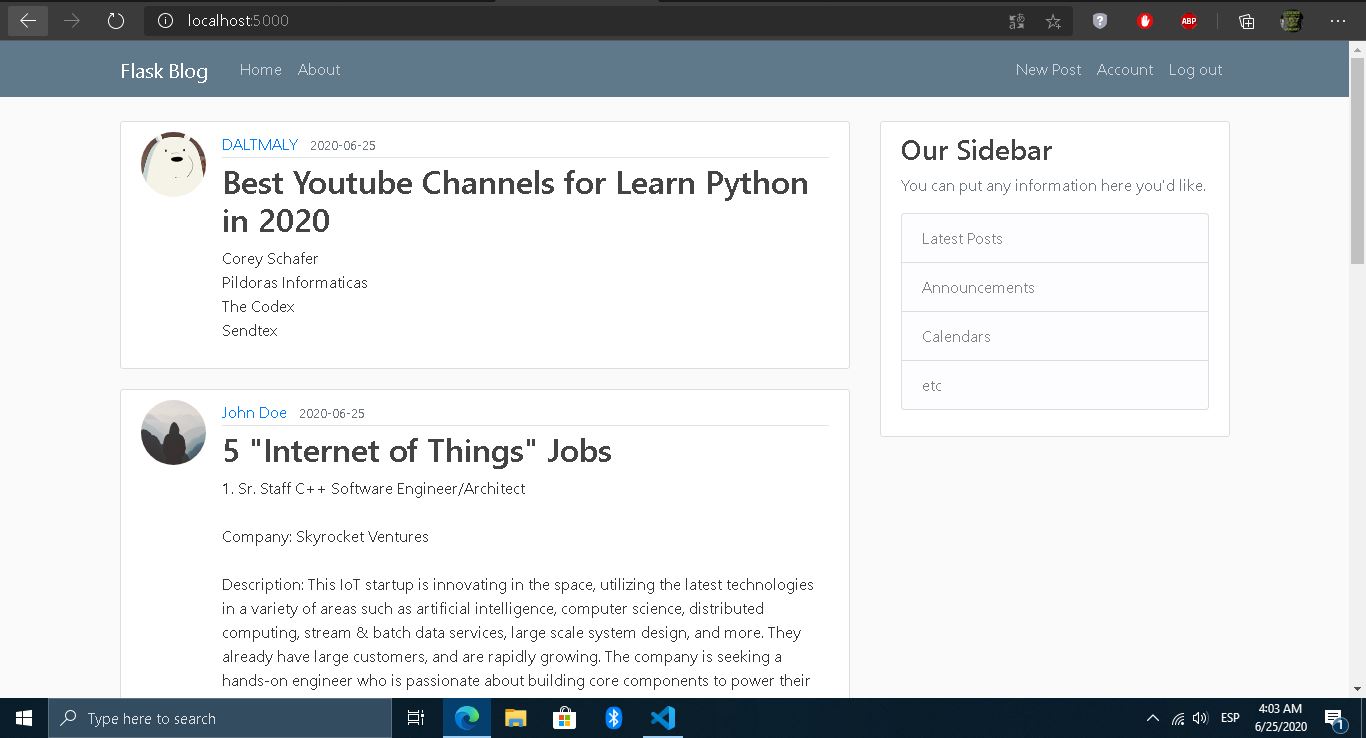 localhost:5000
ABP
Flask Blog Home About New Post Account Log out
DALTMALY 2020-06-25
Best Youtube Channels for Learn Python
in 2020
Corey Schafer
Pildoras Informaticas
The Codex
Sendtex
John Doe 2020-06-25
5 "Internet of Things" Jobs
1. Sr. Staff C++ Software Engineer/Architect
Company: Skyrocket Ventures
Description: This IoT startup is innovating in the space, utilizing the latest technologies
in a variety of areas such as artificial intelligence, computer science, distributed
computing, stream & batch data services, large scale system design, and more. They
already have large customers, and are rapidly growing. The company is seeking a
hands-on engineer who is passionate about building core components to power their
Our Sidebar
You can put any information here you'd like.
Latest Posts
Announcements
Calendars
etc
Type here to search
ESP
4:03 AM
6/25/2020
1